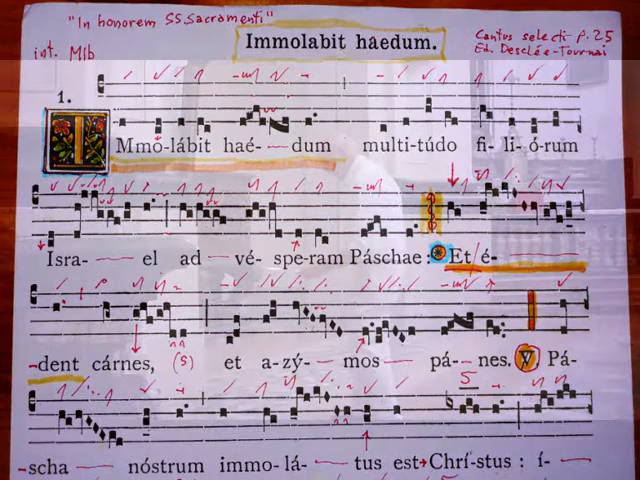 "In honorem SS. Sacramenti"
Immolabit haedum.
Cantus selecti p. 25
Ed. Desclée-Tournai
int. MIb
1.
IMmo-lábit haé- dum multi-túdo fi- li- ó-rum
Isra- el ad vé- spe-ram Páschae : Et é-
-dent cárnes, (s) et a-zý- mos pá- nes. ℣ Pá-
5
-scha nóstrum immo-lá- tus est Chrí-stus : í-